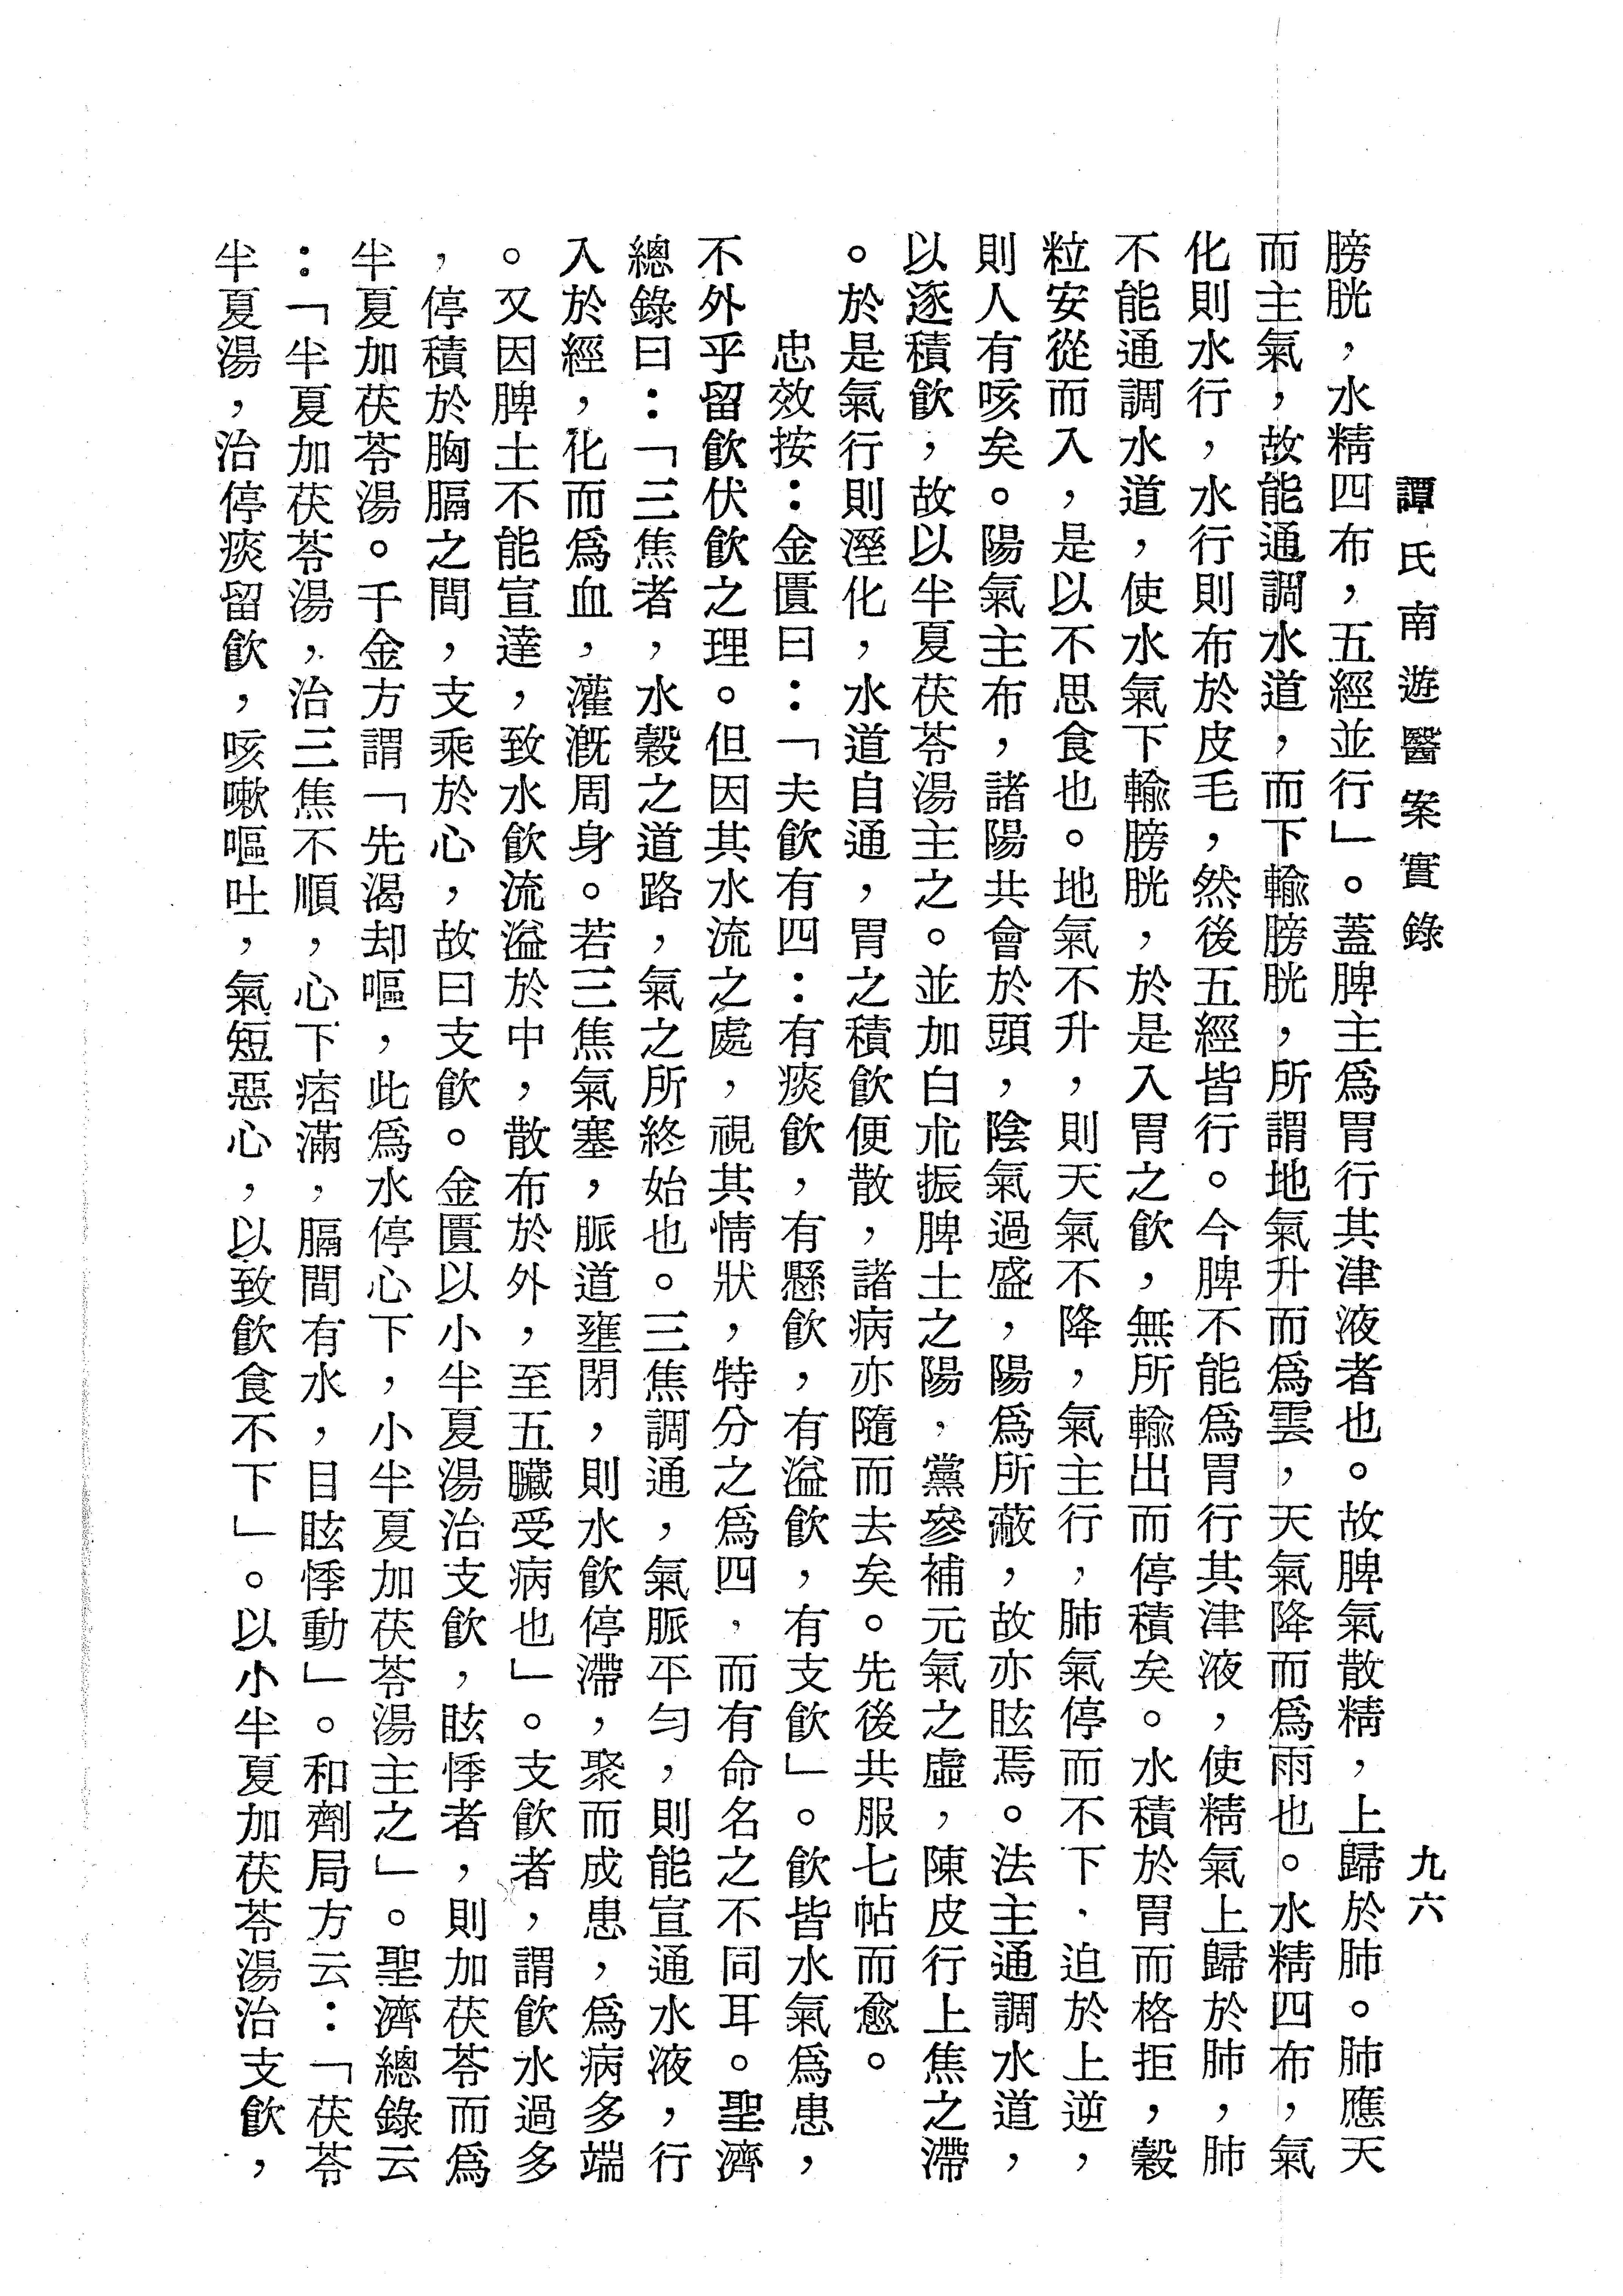 譚氏南遊醫案實錄
九六
膀胱，水精四布，五經並行」。蓋脾主爲胃行其津液者也。故脾氣散精，上歸於肺。肺應天
而主氣，故能通調水道，而下輸膀胱，所謂地氣升而爲雲，天氣降而爲雨也。水精四布，氣
化則水行，水行則布於皮毛，然後五經皆行。今脾不能爲胃行其津液，使精氣上歸於肺，肺
不能通調水道，使水氣下輸膀胱，於是入胃之飲，無所輸出而停積矣。水積於胃而格拒，穀
粒安從而入，是以不思食也。地氣不升，則天氣不降，氣主行，肺氣停而不下．迫於上逆，
則人有咳矣。陽氣主布，諸陽共會於頭，陰氣過盛，陽爲所蔽，故亦眩焉。法主通調水道，
以逐積飲，故以半夏茯苓湯主之。並加白朮振脾土之陽，黨參補元氣之虛，陳皮行上焦之滯
。於是氣行則溼化，水道自通，胃之積飲便散，諸病亦隨而去矣。先後共服七帖而愈。
忠效按：金匱曰：「夫飲有四：有痰飲，有懸飲，有溢飲，有支飲」。飲皆水氣爲患，
不外乎留飲伏飲之理。但因其水流之處，視其情狀，特分之爲四，而有命名之不同耳。聖濟
總錄曰：「三焦者，水穀之道路，氣之所終始也。三焦調通，氣脈平勻，則能宣通水液，行
入於經，化而爲血，灌溉周身。若三焦氣塞，脈道壅閉，則水飲停滯，聚而成患，爲病多端
。又因脾土不能宣達，致水飲流溢於中，散布於外，至五臟受病也」。支飲者，謂飲水過多
，停積於胸膈之間，支乘於心，故曰支飲。金匱以小半夏湯治支飲，眩悸者，則加茯苓而爲
半夏加茯苓湯。千金方謂「先渴却嘔，此爲水停心下，小半夏加茯苓湯主之」。聖濟總錄云
：「半夏加茯苓湯，治三焦不順，心下痞滿，膈間有水，目眩悸動」。和劑局方云：「茯苓
半夏湯，治停痰留飲，咳嗽嘔吐，氣短惡心，以致飲食不下」。以小半夏加茯苓湯治支飲，